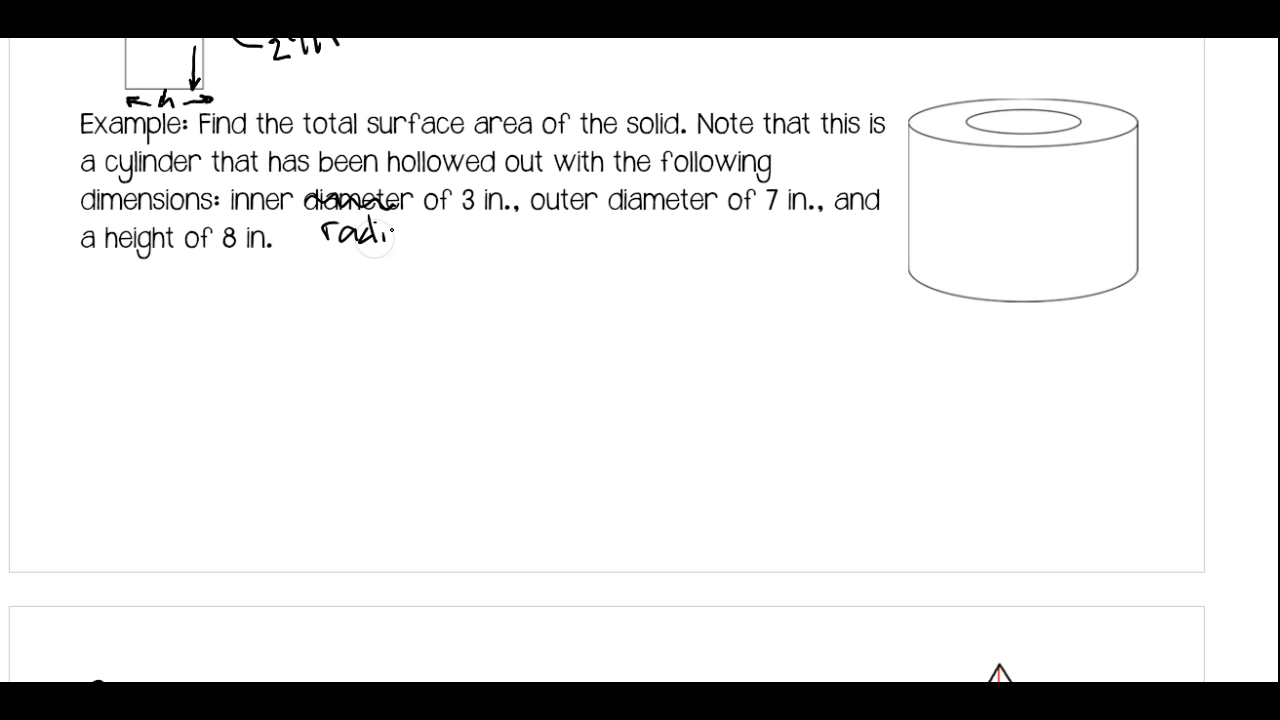 h
Example: Find the total surface area of the solid. Note that this is
a cylinder that has been hollowed out with the following
dimensions: inner diameter of 3 in., outer diameter of 7 in., and
a height of 8 in.
radi